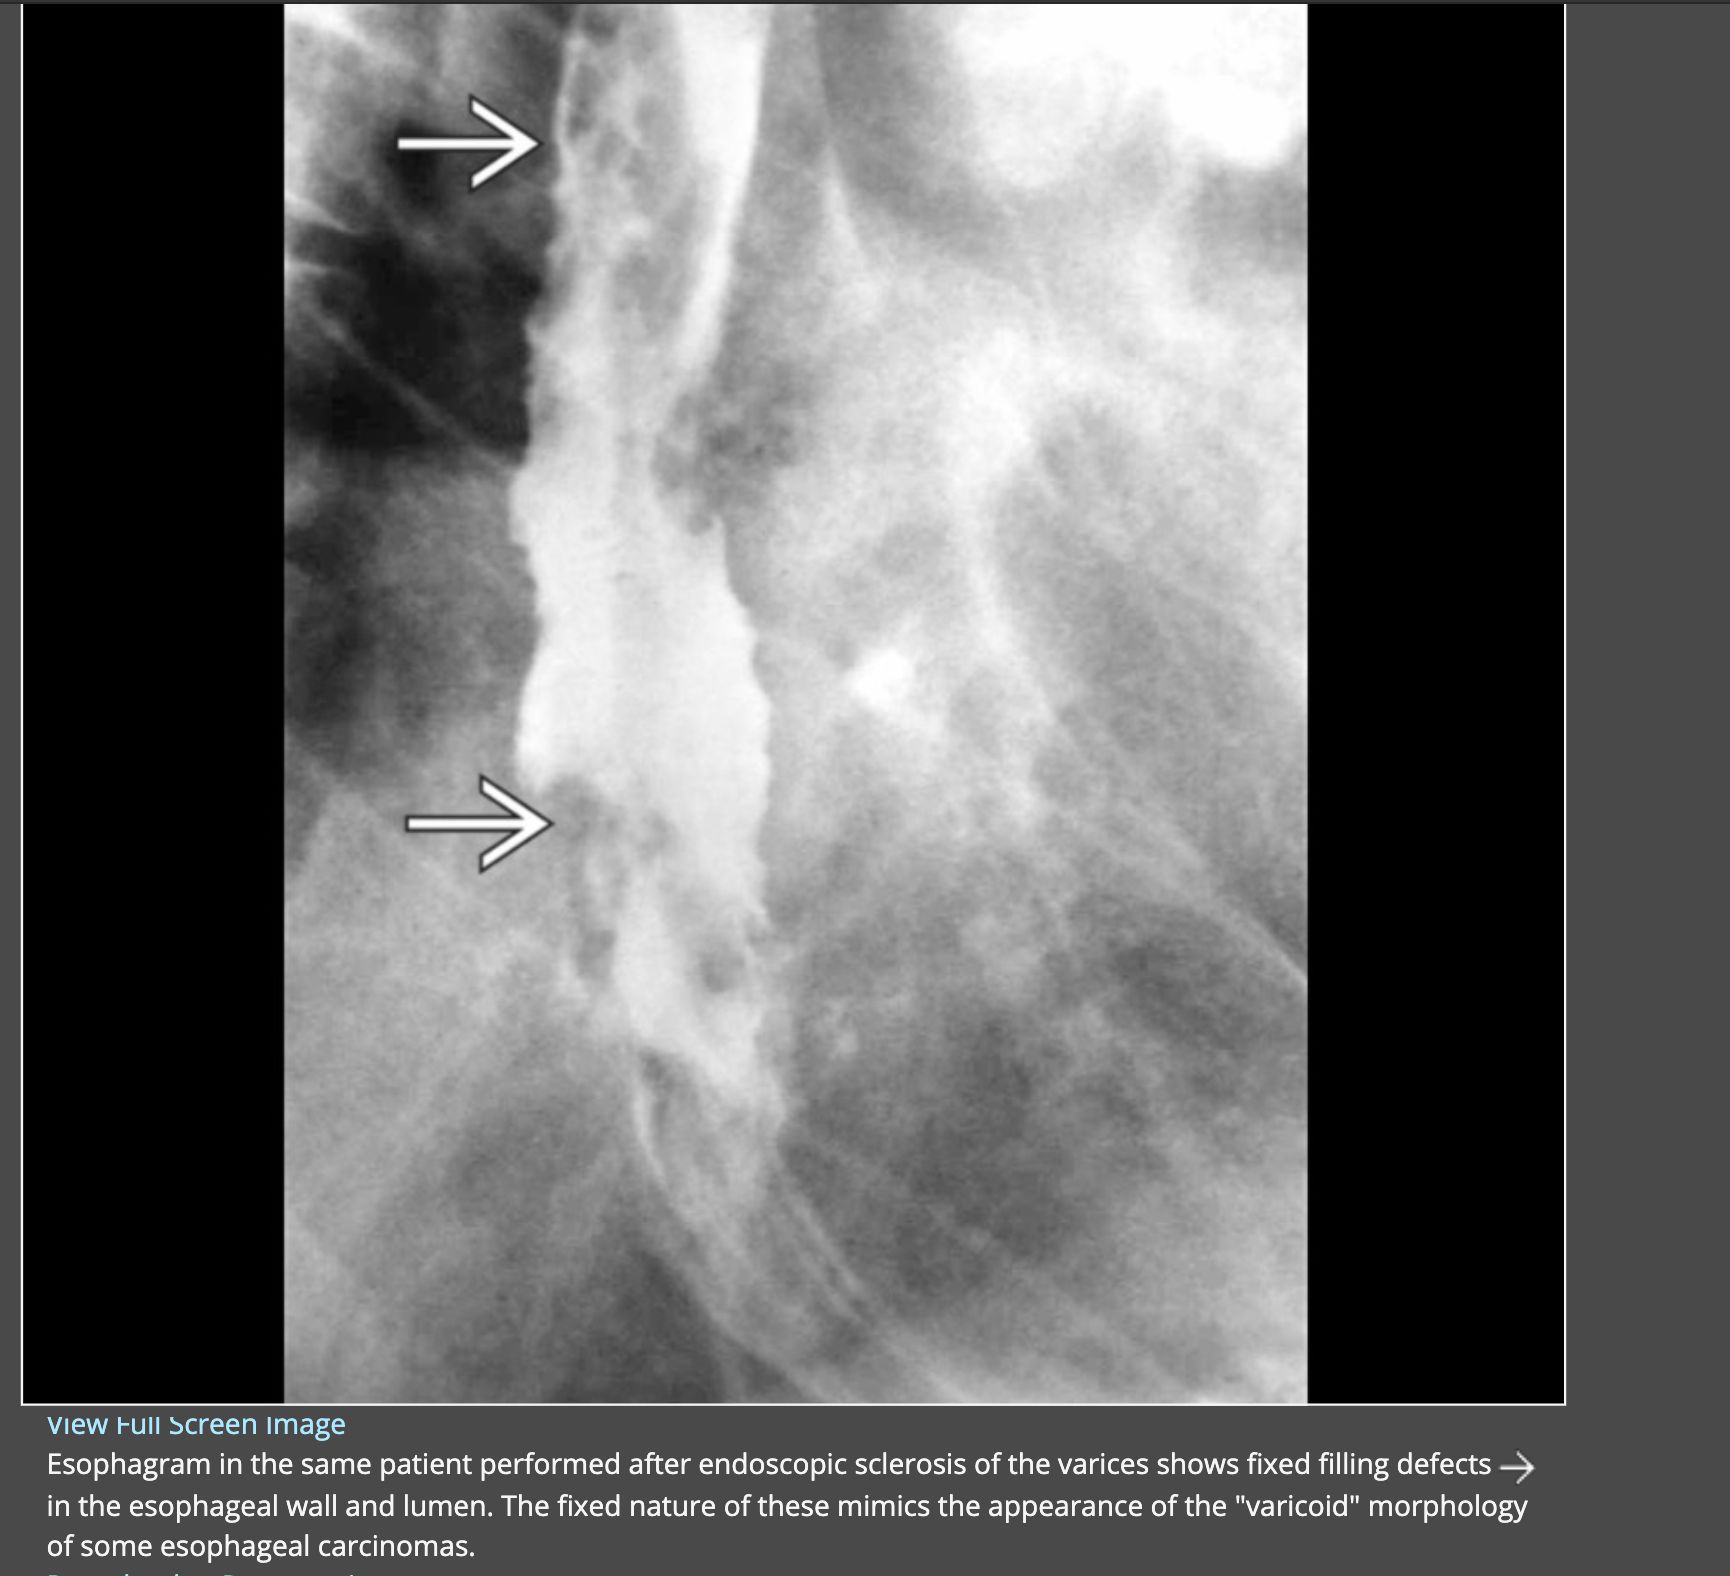 View Full Screen Image
Esophagram in the same patient performed after endoscopic sclerosis of the varices shows fixed filling defects
in the esophageal wall and lumen. The fixed nature of these mimics the appearance of the "varicoid" morphology
of some esophageal carcinomas.